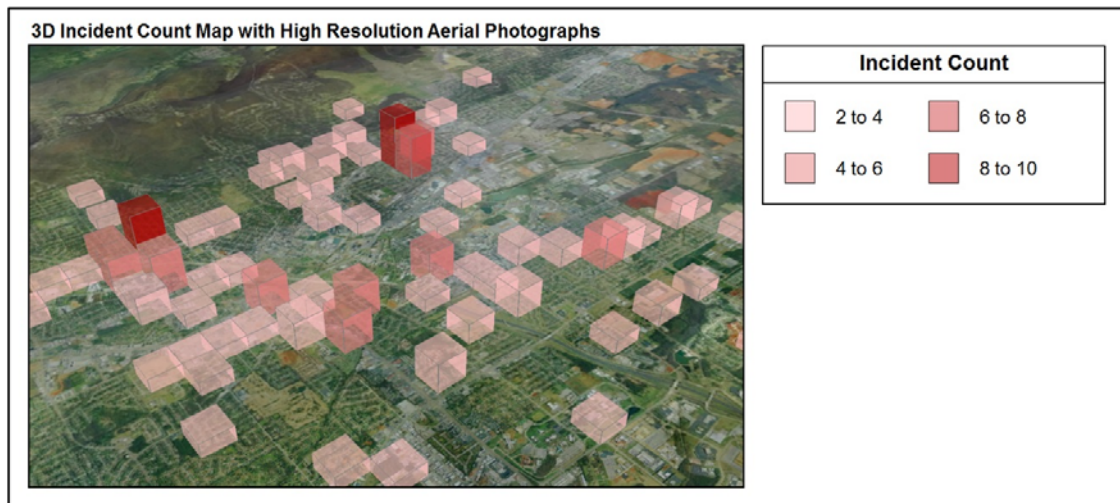 3D Incident Count Map with High Resolution Aerial Photographs
Incident Count
2 to 4
6 to 8
4 to 6
8 to 10